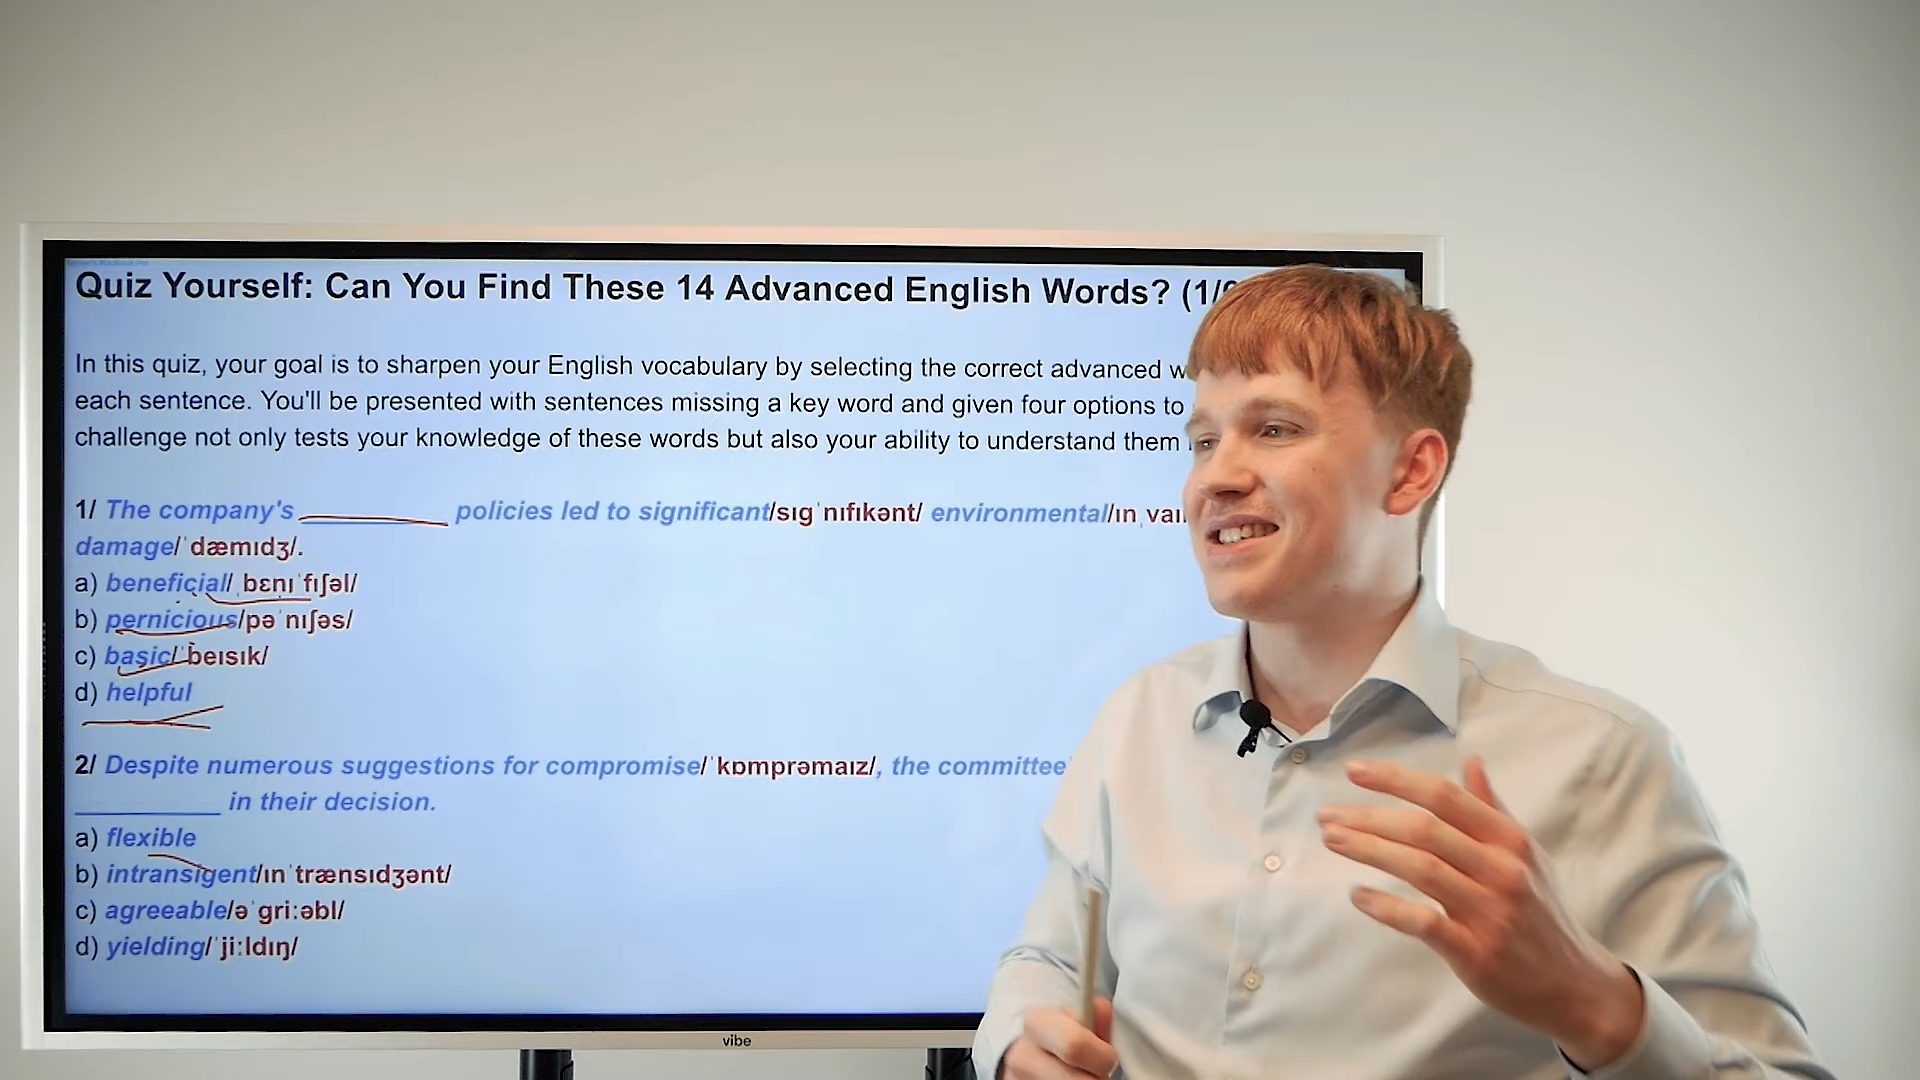 Quiz Yourself: Can You Find These 14 Advanced English Words? (1/
In this quiz, your goal is to sharpen your English vocabulary by selecting the correct advanced
each sentence. You'll be presented with sentences missing a key word and given four options to
challenge not only tests your knowledge of these words but also your ability to understand them
1/ The company's __________ policies led to significant/sɪɡˈnɪfɪkənt/ environmental/ɪnˌvaɪ
damage/ˈdæmɪdʒ/.
a) beneficial/ˌbɛnɪˈfɪʃəl/
b) pernicious/pəˈnɪʃəs/
c) basic/ˈbeɪsɪk/
d) helpful
2/ Despite numerous suggestions for compromise/ˈkɒmprəmaɪz/, the committee
__________ in their decision.
a) flexible
b) intransigent/ɪnˈtrænsɪdʒənt/
c) agreeable/əˈɡriːəbl/
d) yielding/ˈjiːldɪŋ/
vibe